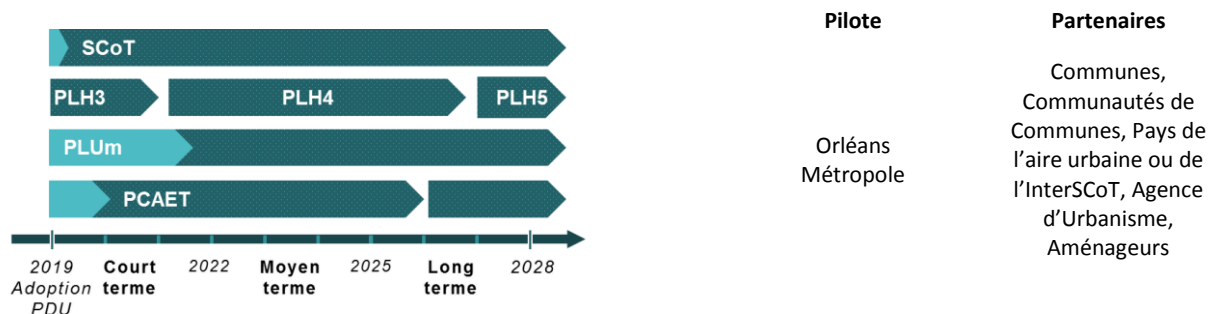 SCoT
PLH3 PLH4 PLH5
PLUm
PCAET
2019 Court 2022 Moyen 2025 Long 2028
Adoption terme terme terme
PDU
Pilote
Orléans
Métropole
Partenaires
Communes,
Communautés de
Communes, Pays de
l’aire urbaine ou de
l’InterSCoT, Agence
d’Urbanisme,
Aménageurs